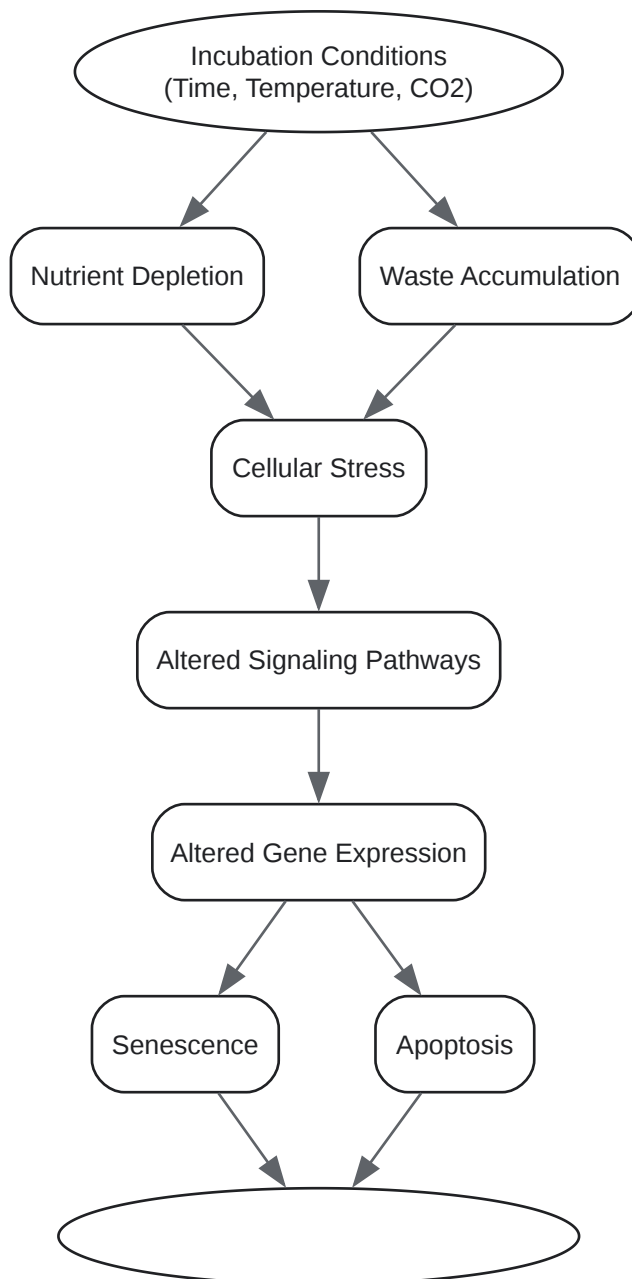 Incubation Conditions
(Time, Temperature, CO2)
Nutrient Depletion
Waste Accumulation
Cellular Stress
Altered Signaling Pathways
Altered Gene Expression
Senescence
Apoptosis